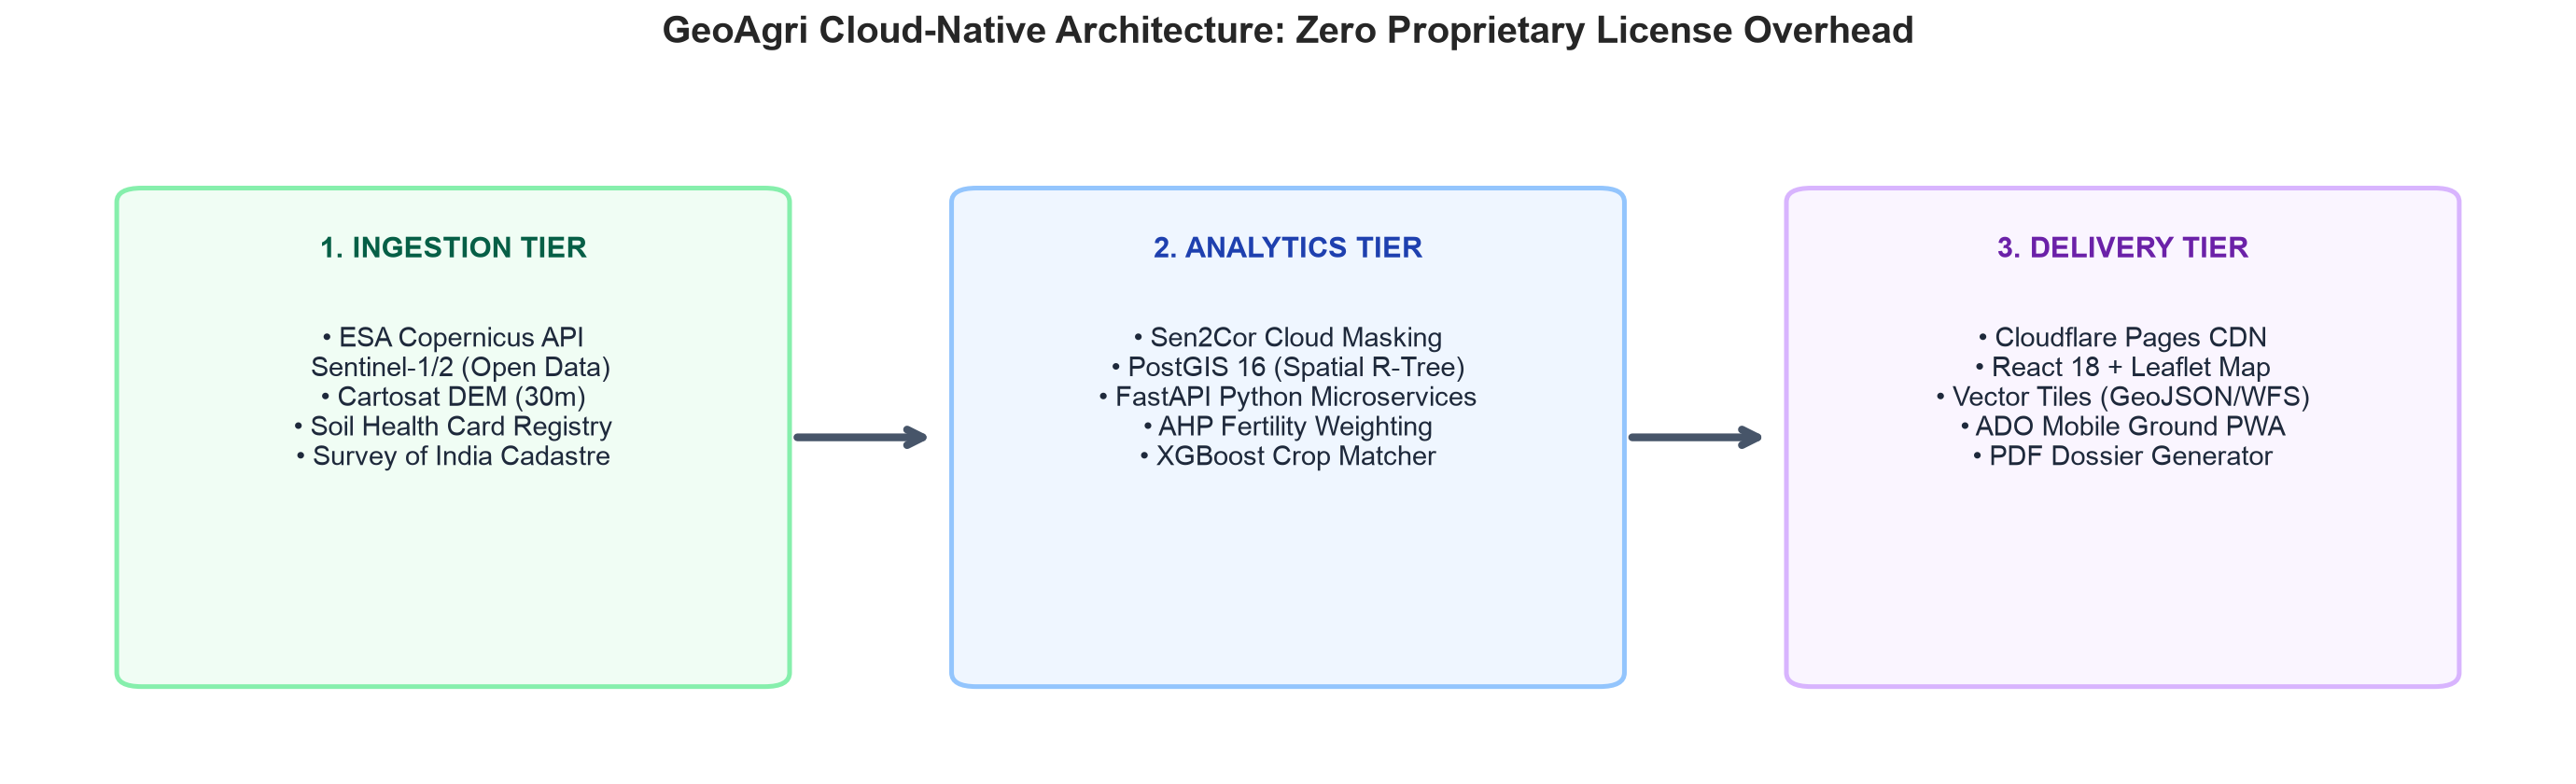 GeoAgri Cloud-Native Architecture: Zero Proprietary License Overhead
1. INGESTION TIER
• ESA Copernicus API
Sentinel-1/2 (Open Data)
• Cartosat DEM (30m)
• Soil Health Card Registry
• Survey of India Cadastre
2. ANALYTICS TIER
• Sen2Cor Cloud Masking
• PostGIS 16 (Spatial R-Tree)
• FastAPI Python Microservices
• AHP Fertility Weighting
• XGBoost Crop Matcher
3. DELIVERY TIER
• Cloudflare Pages CDN
• React 18 + Leaflet Map
• Vector Tiles (GeoJSON/WFS)
• ADO Mobile Ground PWA
• PDF Dossier Generator